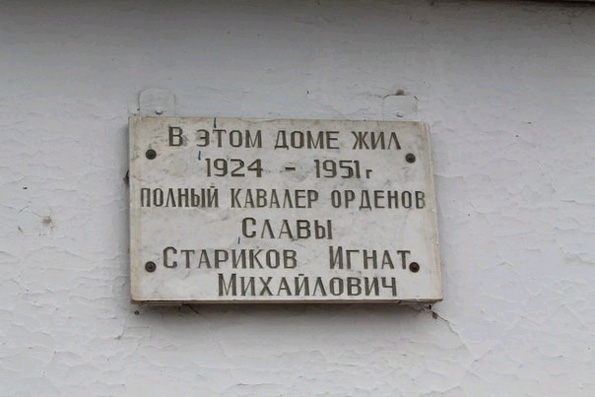 В ЭТОМ ДОМЕ ЖИЛ
1924 - 1951г
ПОЛНЫЙ КАВАЛЕР ОРДЕНОВ
СЛАВЫ
СТАРИКОВ ИГНАТ
МИХАЙЛОВИЧ